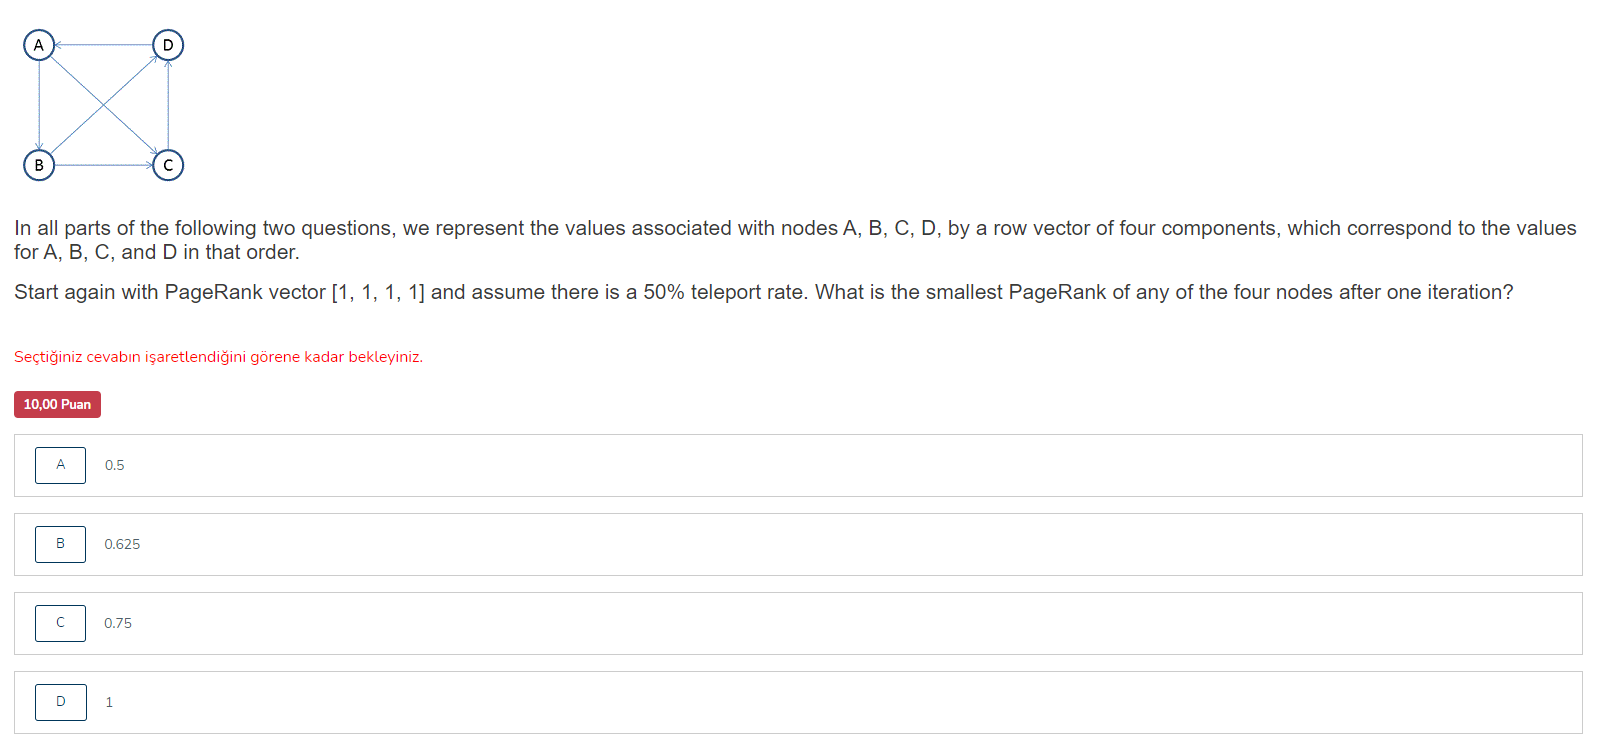 A D
B C
In all parts of the following two questions, we represent the values associated with nodes A, B, C, D, by a row vector of four components, which correspond to the values
for A, B, C, and D in that order.
Start again with PageRank vector [1, 1, 1, 1] and assume there is a 50% teleport rate. What is the smallest PageRank of any of the four nodes after one iteration?
Seçtiğiniz cevabın işaretlendiğini görene kadar bekleyiniz.
10,00 Puan
A 0.5
B 0.625
C 0.75
D 1